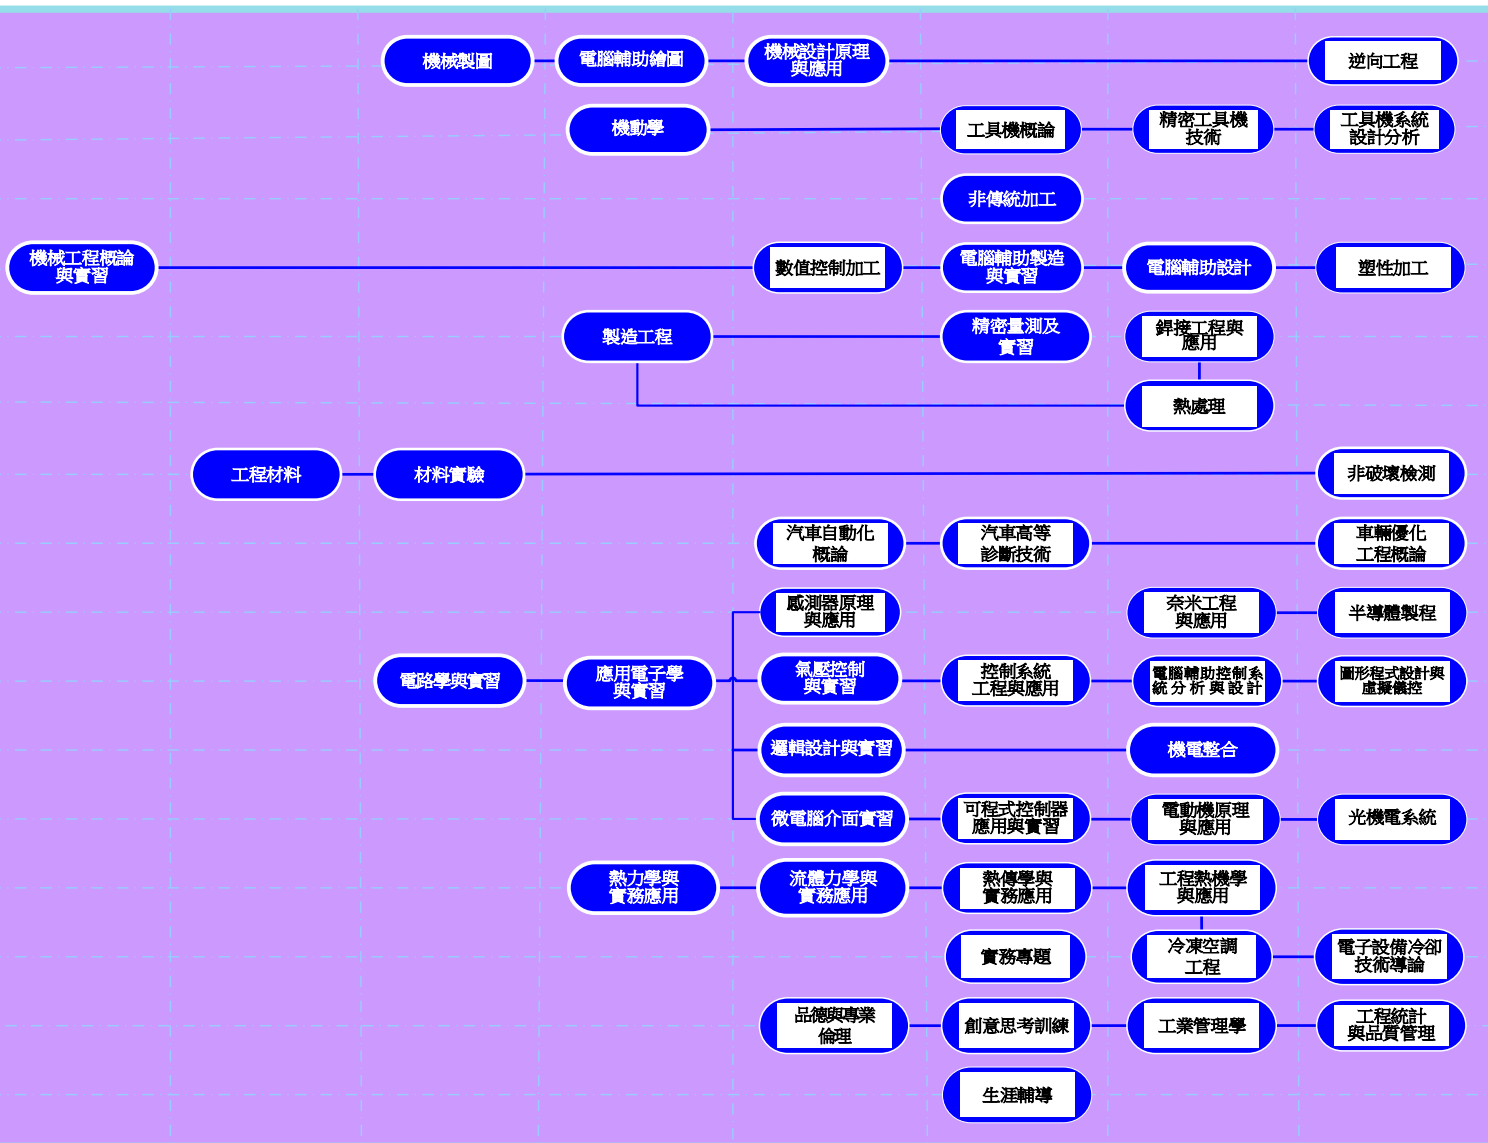 機械製圖
電腦輔助繪圖
機械設計原理
與應用
逆向工程
機動學
工具機概論
精密工具機
技術
工具機系統
設計分析
非傳統加工
機械工程概論
與實習
數值控制加工
電腦輔助製造
與實習
電腦輔助設計
塑性加工
製造工程
精密量測及
實習
銲接工程與
應用
熱處理
工程材料
材料實驗
非破壞檢測
汽車自動化
概論
汽車高等
診斷技術
車輛優化
工程概論
感測器原理
與應用
奈米工程
與應用
半導體製程
電路學與實習
應用電子學
與實習
氣壓控制
與實習
控制系統
工程與應用
電腦輔助控制系
統分析與設計
圖形程式設計與
虛擬儀控
邏輯設計與實習
機電整合
微電腦介面實習
可程式控制器
應用與實習
電動機原理
與應用
光機電系統
熱力學與
實務應用
流體力學與
實務應用
熱傳學與
實務應用
工程熱機學
與應用
實務專題
冷凍空調
工程
電子設備冷卻
技術導論
品德與專業
倫理
創意思考訓練
工業管理學
工程統計
與品質管理
生涯輔導